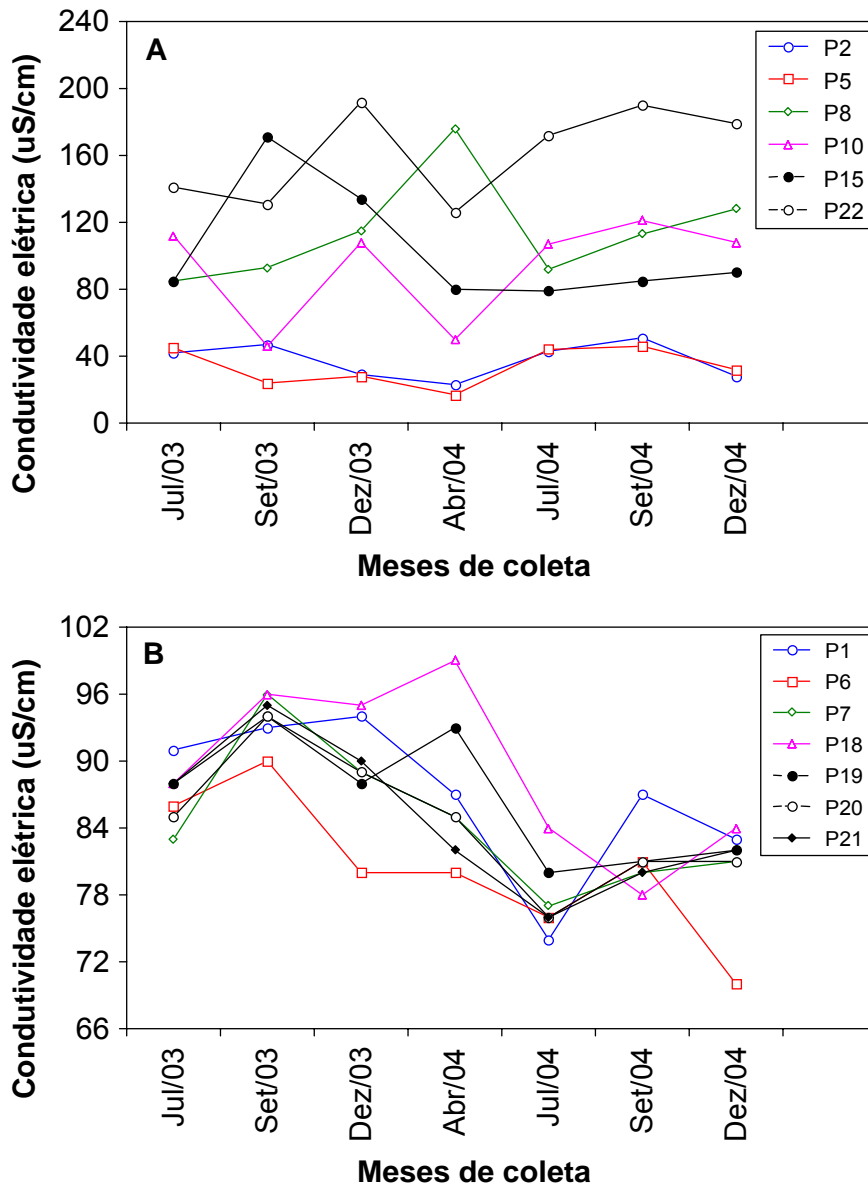 A
Condutividade elétrica (uS/cm)
240
200
160
120
80
40
0
Jul/03
Set/03
Dez/03
Abr/04
Jul/04
Set/04
Dez/04
Meses de coleta
P2
P5
P8
P10
P15
P22
B
Condutividade elétrica (uS/cm)
102
96
90
84
78
72
66
Jul/03
Set/03
Dez/03
Abr/04
Jul/04
Set/04
Dez/04
Meses de coleta
P1
P6
P7
P18
P19
P20
P21